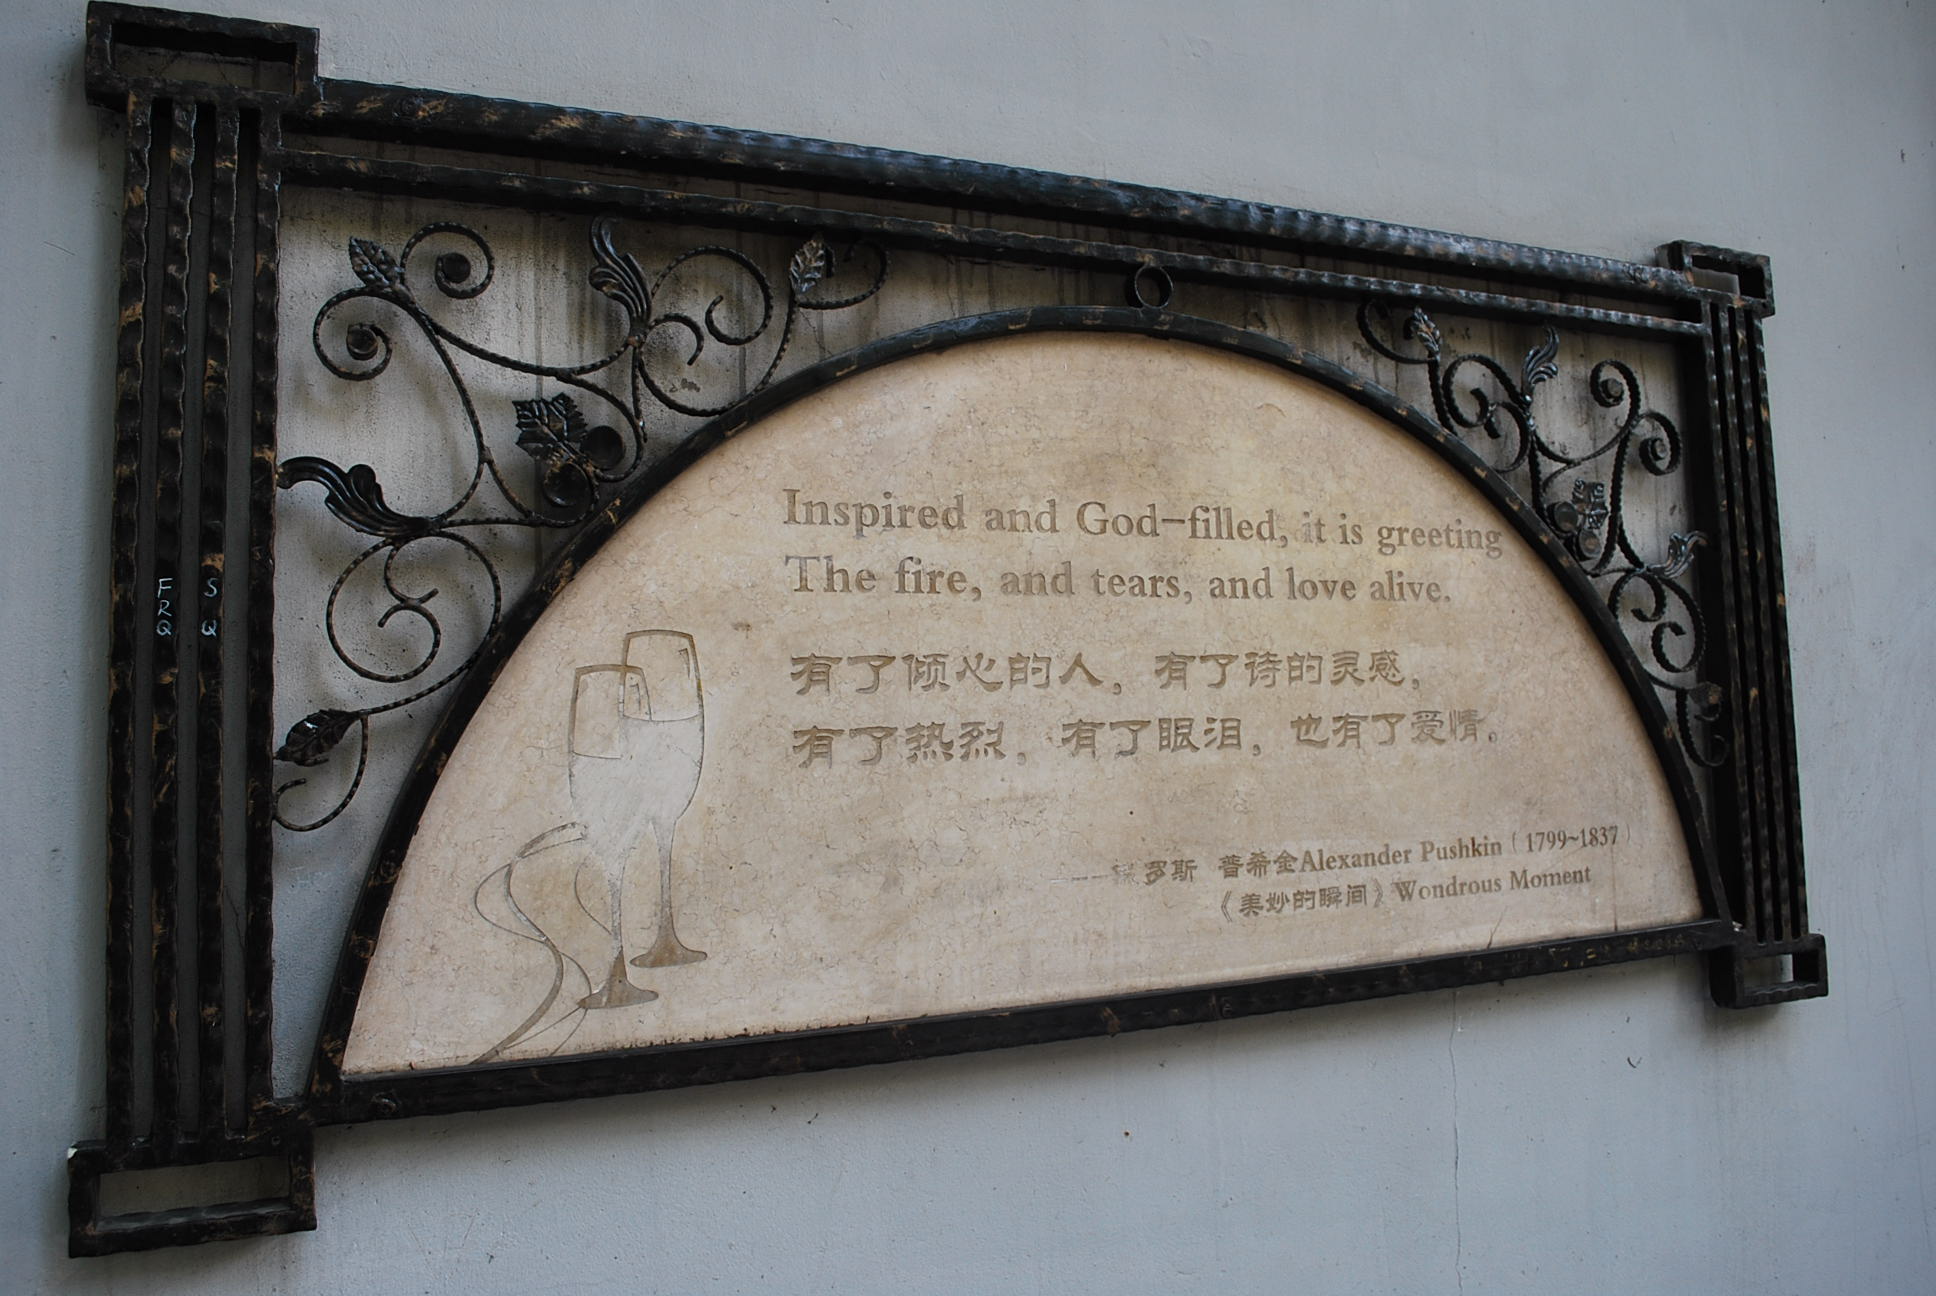 Inspired and God-filled, it is greeting
The fire, and tears, and love alive.
有了倾心的人，有了诗的灵感，
有了热烈，有了眼泪，也有了爱情。
——俄罗斯 普希金Alexander Pushkin（1799~1837）
《美妙的瞬间》Wondrous Moment
FRQ
SQ